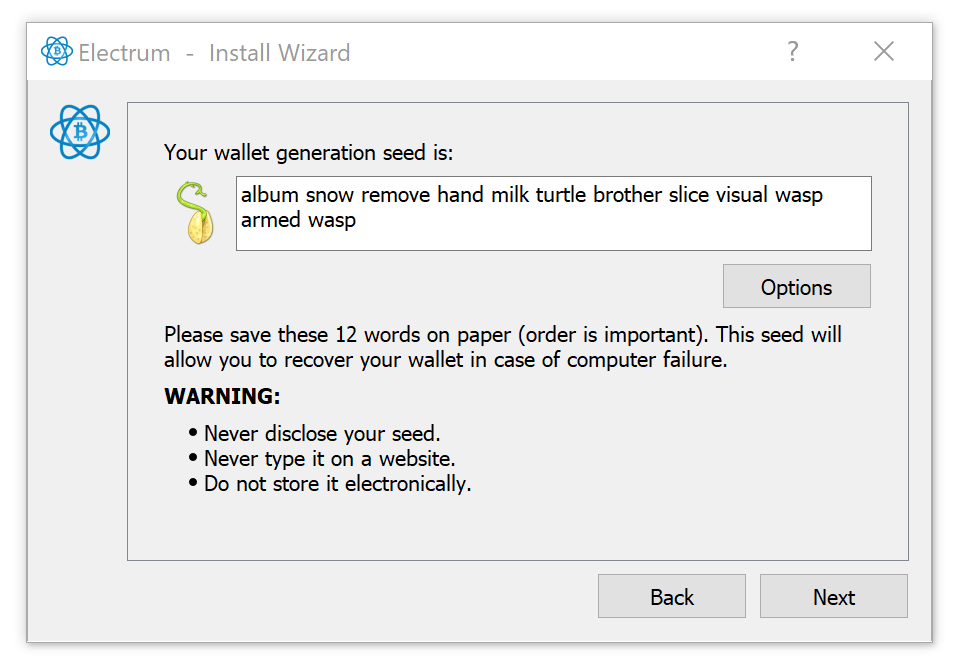 Electrum - Install Wizard
Your wallet generation seed is:
album snow remove hand milk turtle brother slice visual wasp
armed wasp
Options
Please save these 12 words on paper (order is important). This seed will
allow you to recover your wallet in case of computer failure.
WARNING:
• Never disclose your seed.
• Never type it on a website.
• Do not store it electronically.
Back Next